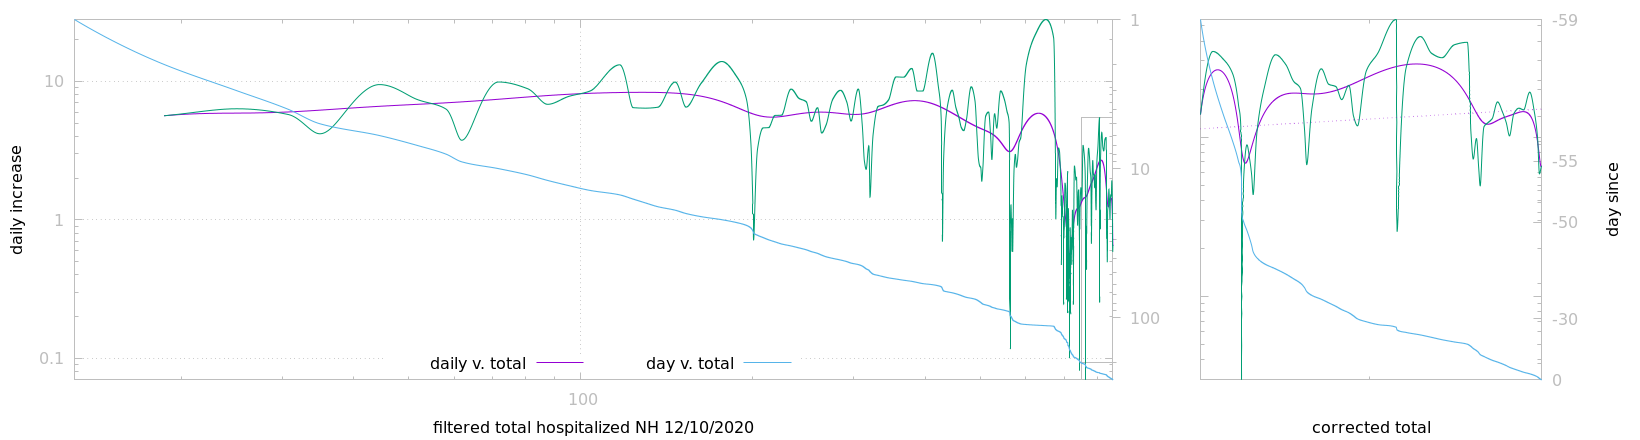 1
-59
10
daily increase
-55
day since
10
1
-50
100
-30
0.1
daily v. total
day v. total
0
100
filtered total hospitalized NH 12/10/2020
corrected total